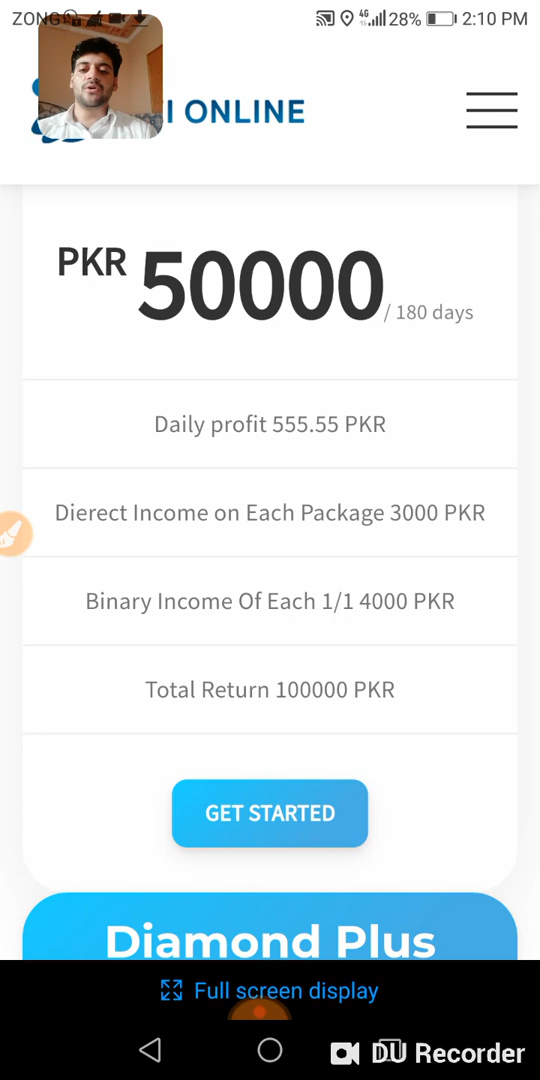 ZONG 4G 28% 2:10 PM
I ONLINE
PKR 50000 / 180 days
Daily profit 555.55 PKR
Dierect Income on Each Package 3000 PKR
Binary Income Of Each 1/1 4000 PKR
Total Return 100000 PKR
GET STARTED
Diamond Plus
Full screen display
DU Recorder